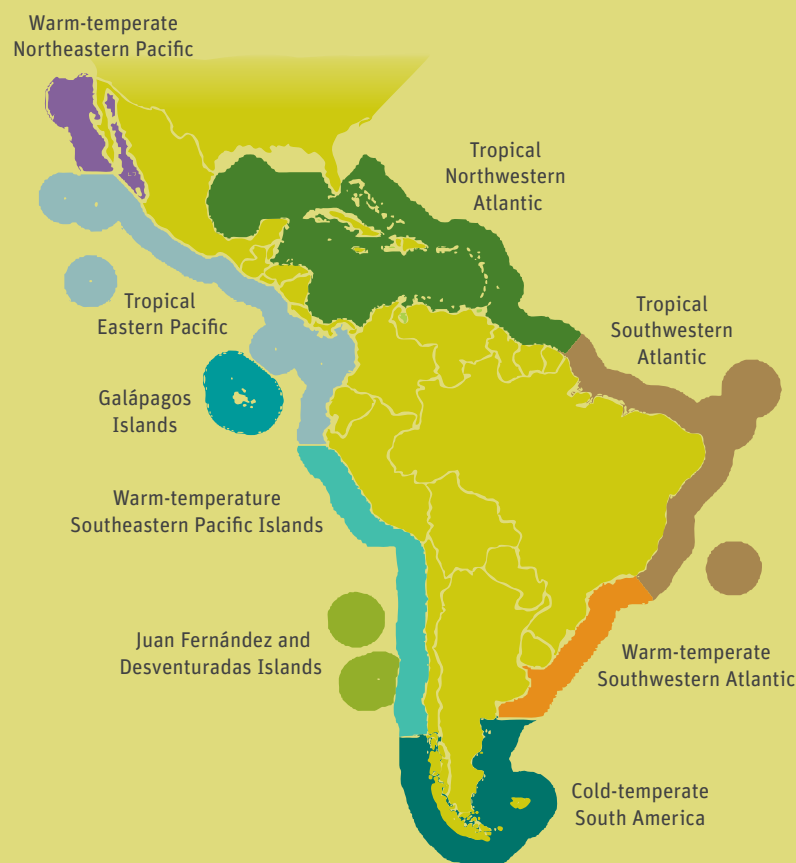 Warm-temperate
Northeastern Pacific
Tropical
Northwestern
Atlantic
Tropical
Eastern Pacific
Tropical
Southwestern
Atlantic
Galápagos
Islands
Warm-temperature
Southeastern Pacific Islands
Juan Fernández and
Desventuradas Islands
Warm-temperate
Southwestern Atlantic
Cold-temperate
South America